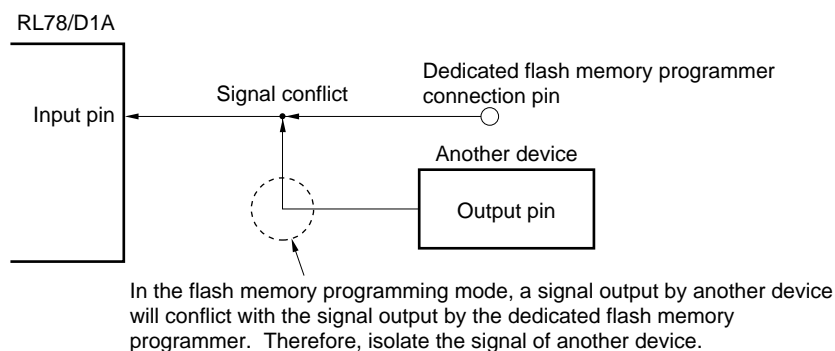 RL78/D1A
Dedicated flash memory programmer
connection pin
Signal conflict
Input pin
Another device
Output pin
In the flash memory programming mode, a signal output by another device
will conflict with the signal output by the dedicated flash memory
programmer.  Therefore, isolate the signal of another device.